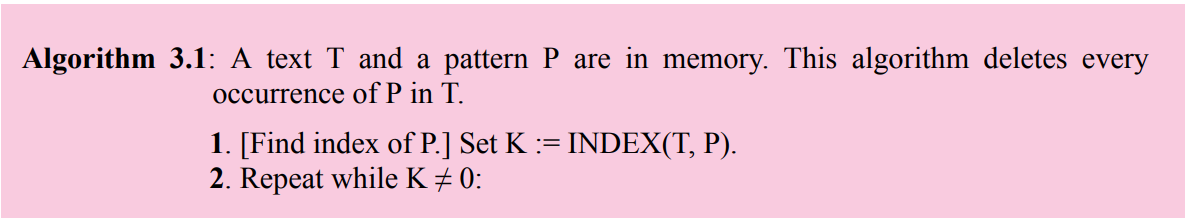 Algorithm 3.1: A text T and a pattern P are in memory. This algorithm deletes every
occurrence of P in T.
1. [Find index of P.] Set K := INDEX(T, P).
2. Repeat while K ≠ 0: